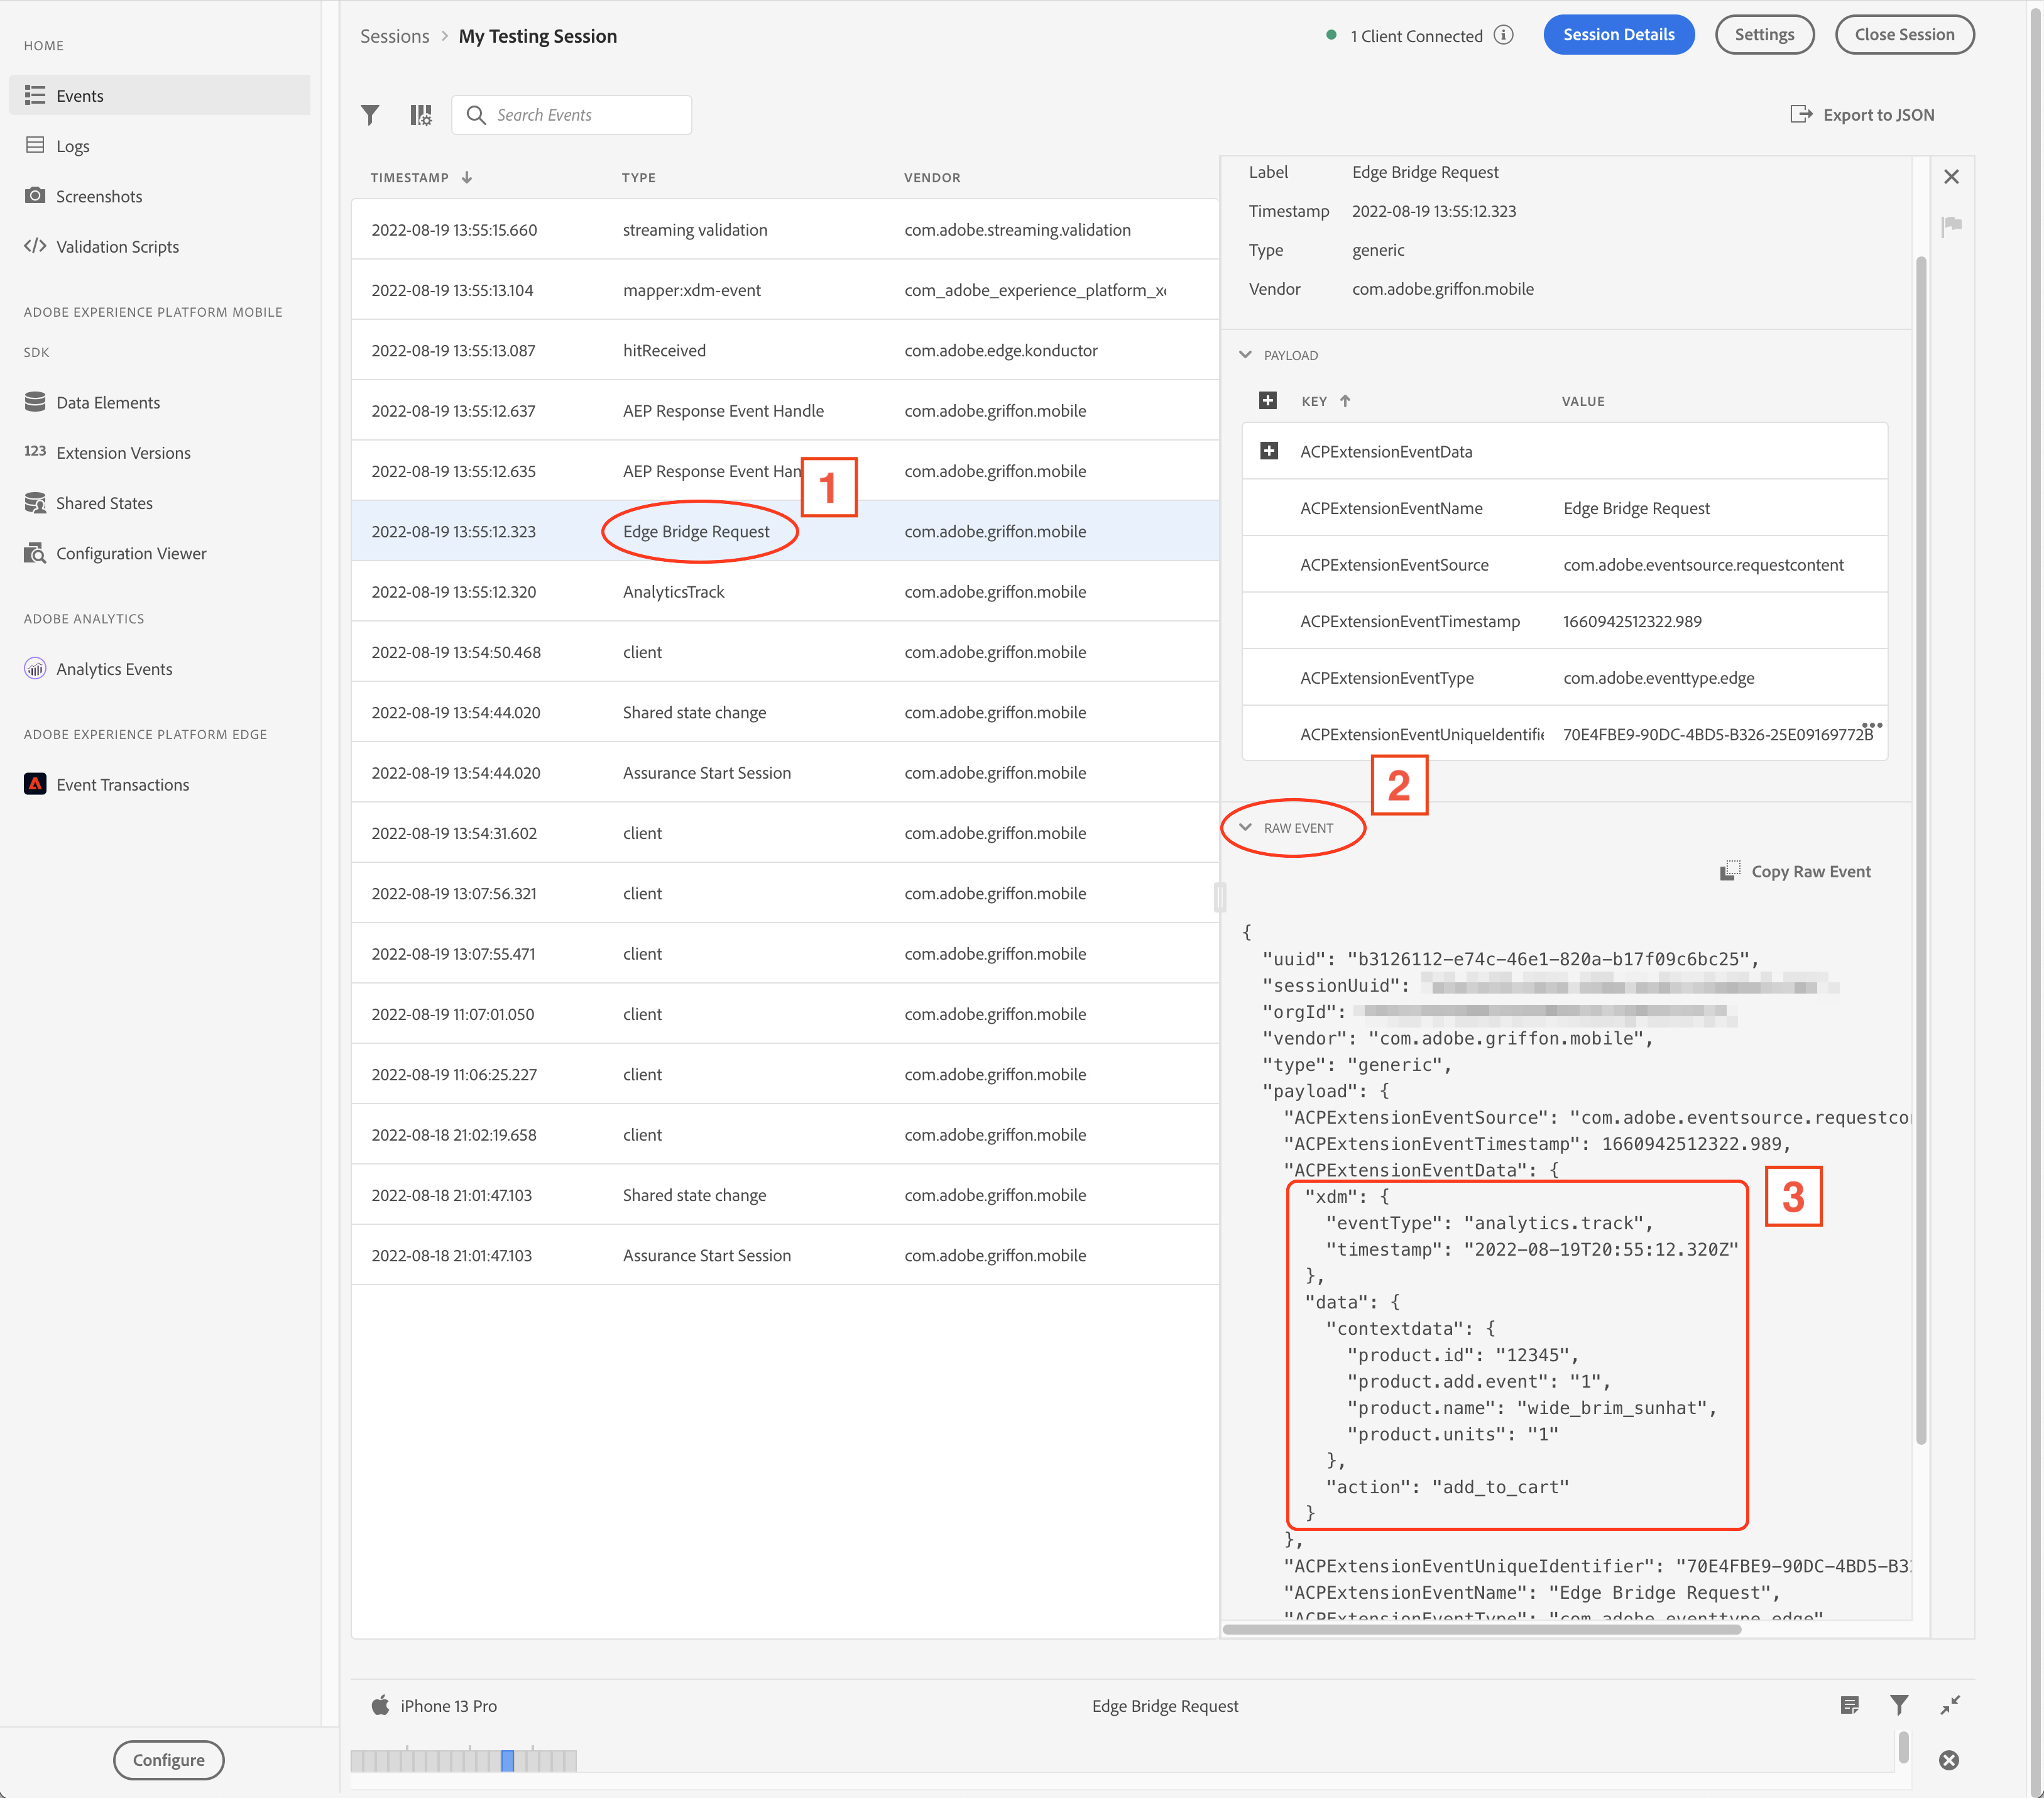 HOME
Events
Logs
Screenshots
Validation Scripts
ADOBE EXPERIENCE PLATFORM MOBILE
SDK
Data Elements
123 Extension Versions
Shared States
Configuration Viewer
ADOBE ANALYTICS
Analytics Events
ADOBE EXPERIENCE PLATFORM EDGE
Event Transactions
Configure
Sessions > My Testing Session
1 Client Connected
Session Details
Settings
Close Session
Search Events
Export to JSON
TIMESTAMP TYPE VENDOR
2022-08-19 13:55:15.660 streaming validation com.adobe.streaming.validation
2022-08-19 13:55:13.104 mapper:xdm-event com_adobe_experience_platform_x
2022-08-19 13:55:13.087 hitReceived com.adobe.edge.konductor
2022-08-19 13:55:12.637 AEP Response Event Handle com.adobe.griffon.mobile
2022-08-19 13:55:12.635 AEP Response Event Han com.adobe.griffon.mobile
1
2022-08-19 13:55:12.323 Edge Bridge Request com.adobe.griffon.mobile
2022-08-19 13:55:12.320 AnalyticsTrack com.adobe.griffon.mobile
2022-08-19 13:54:50.468 client com.adobe.griffon.mobile
2022-08-19 13:54:44.020 Shared state change com.adobe.griffon.mobile
2022-08-19 13:54:44.020 Assurance Start Session com.adobe.griffon.mobile
2022-08-19 13:54:31.602 client com.adobe.griffon.mobile
2022-08-19 13:07:56.321 client com.adobe.griffon.mobile
2022-08-19 13:07:55.471 client com.adobe.griffon.mobile
2022-08-19 11:07:01.050 client com.adobe.griffon.mobile
2022-08-19 11:06:25.227 client com.adobe.griffon.mobile
2022-08-18 21:02:19.658 client com.adobe.griffon.mobile
2022-08-18 21:01:47.103 Shared state change com.adobe.griffon.mobile
2022-08-18 21:01:47.103 Assurance Start Session com.adobe.griffon.mobile
Label Edge Bridge Request
Timestamp 2022-08-19 13:55:12.323
Type generic
Vendor com.adobe.griffon.mobile
PAYLOAD
KEY VALUE
ACPExtensionEventData
ACPExtensionEventName Edge Bridge Request
ACPExtensionEventSource com.adobe.eventsource.requestcontent
ACPExtensionEventTimestamp 1660942512322.989
ACPExtensionEventType com.adobe.eventtype.edge
ACPExtensionEventUniqueIdentifi 70E4FBE9-90DC-4BD5-B326-25E09169772B
2
RAW EVENT
Copy Raw Event
{
"uuid": "b3126112-e74c-46e1-820a-b17f09c6bc25",
"sessionUuid":
"orgId":
"vendor": "com.adobe.griffon.mobile",
"type": "generic",
"payload": {
"ACPExtensionEventSource": "com.adobe.eventsource.requestco
"ACPExtensionEventTimestamp": 1660942512322.989,
"ACPExtensionEventData": {
3
"xdm": {
"eventType": "analytics.track",
"timestamp": "2022-08-19T20:55:12.320Z"
},
"data": {
"contextdata": {
"product.id": "12345",
"product.add.event": "1",
"product.name": "wide_brim_sunhat",
"product.units": "1"
},
"action": "add_to_cart"
}
},
"ACPExtensionEventUniqueIdentifier": "70E4FBE9-90DC-4BD5-B3
"ACPExtensionEventName": "Edge Bridge Request",
"ACPExtensionEventType": "com.adobe.eventtype.edge"
iPhone 13 Pro
Edge Bridge Request